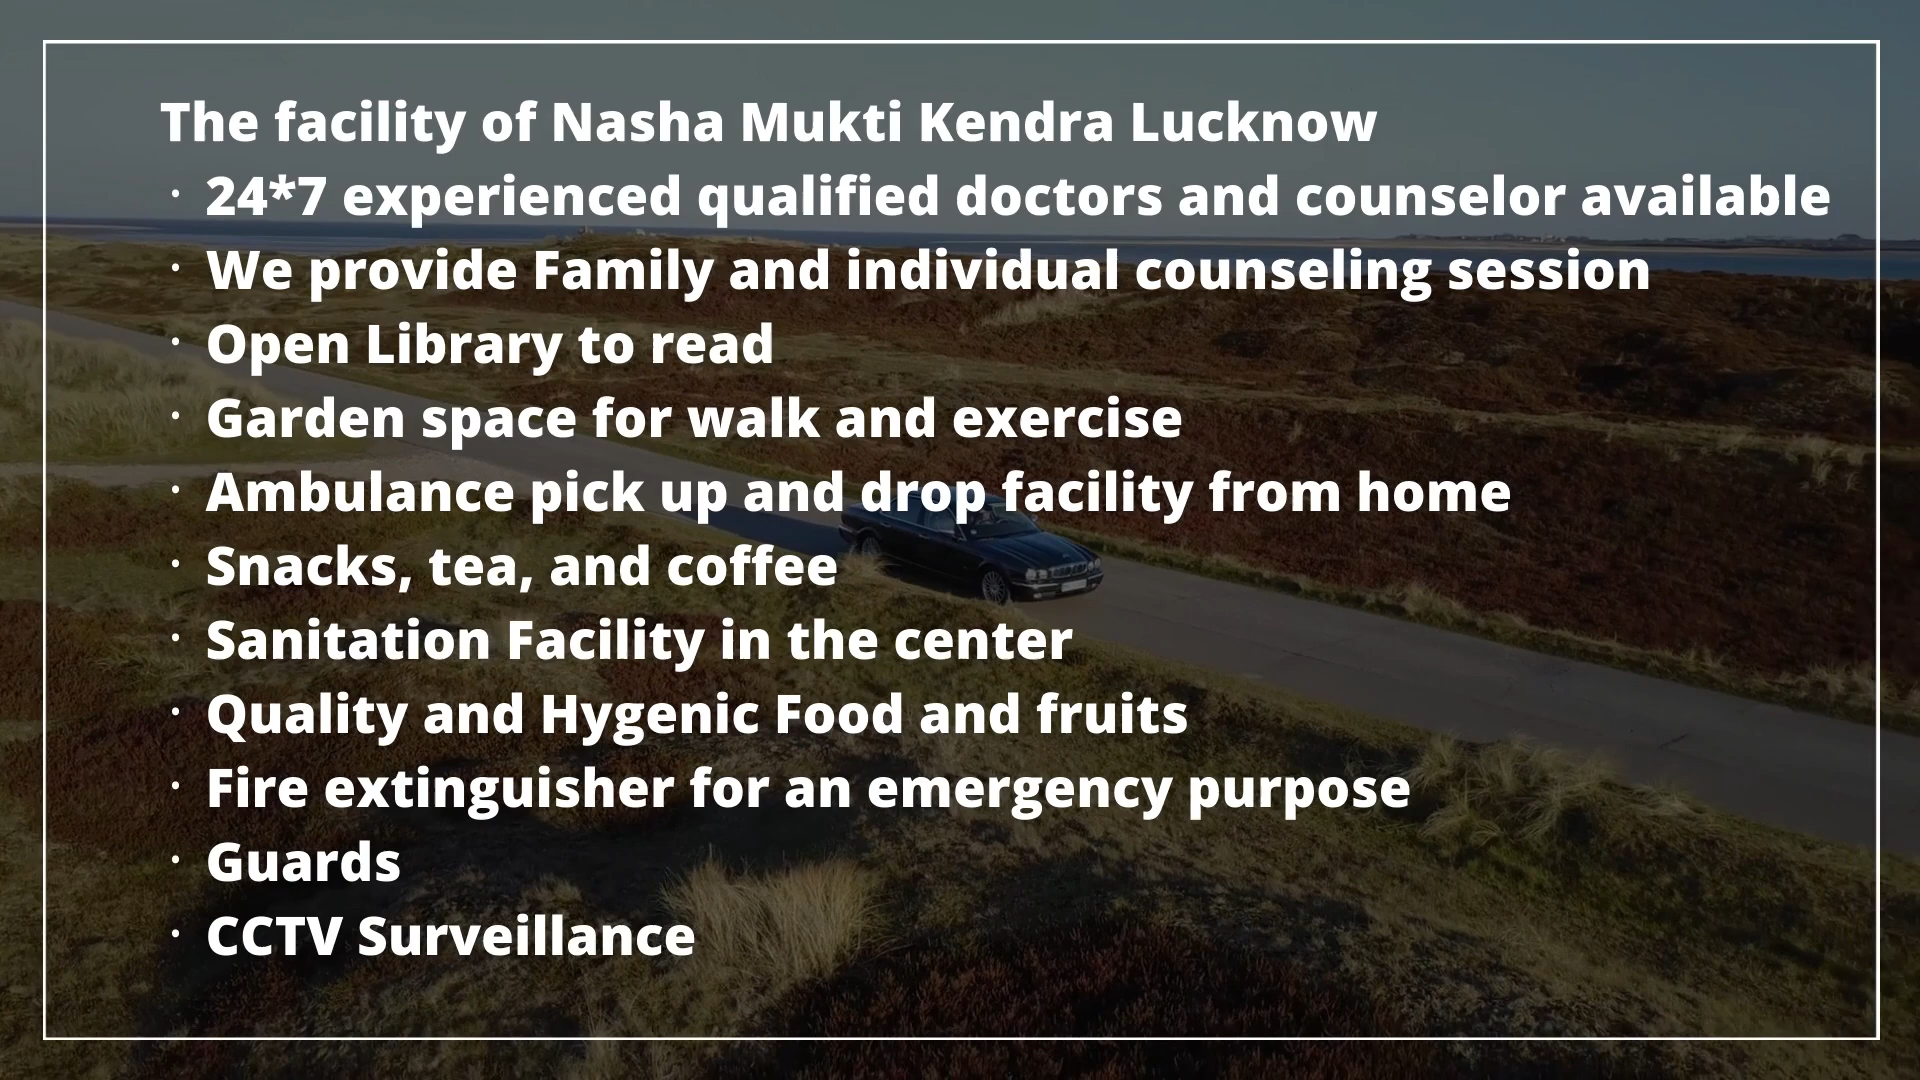 The facility of Nasha Mukti Kendra Lucknow
· 24*7 experienced qualified doctors and counselor available
· We provide Family and individual counseling session
· Open Library to read
· Garden space for walk and exercise
· Ambulance pick up and drop facility from home
· Snacks, tea, and coffee
· Sanitation Facility in the center
· Quality and Hygenic Food and fruits
· Fire extinguisher for an emergency purpose
· Guards
· CCTV Surveillance